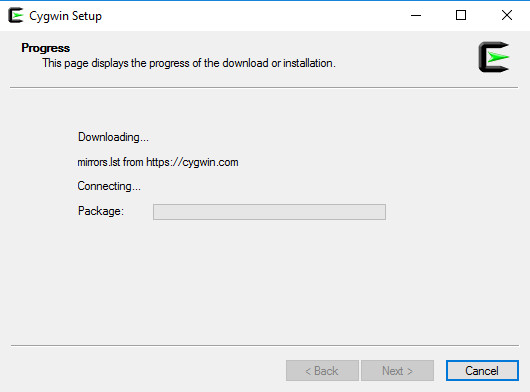 Cygwin Setup
Progress
This page displays the progress of the download or installation.
Downloading...
mirrors.lst from https://cygwin.com
Connecting...
Package:
< Back Next > Cancel